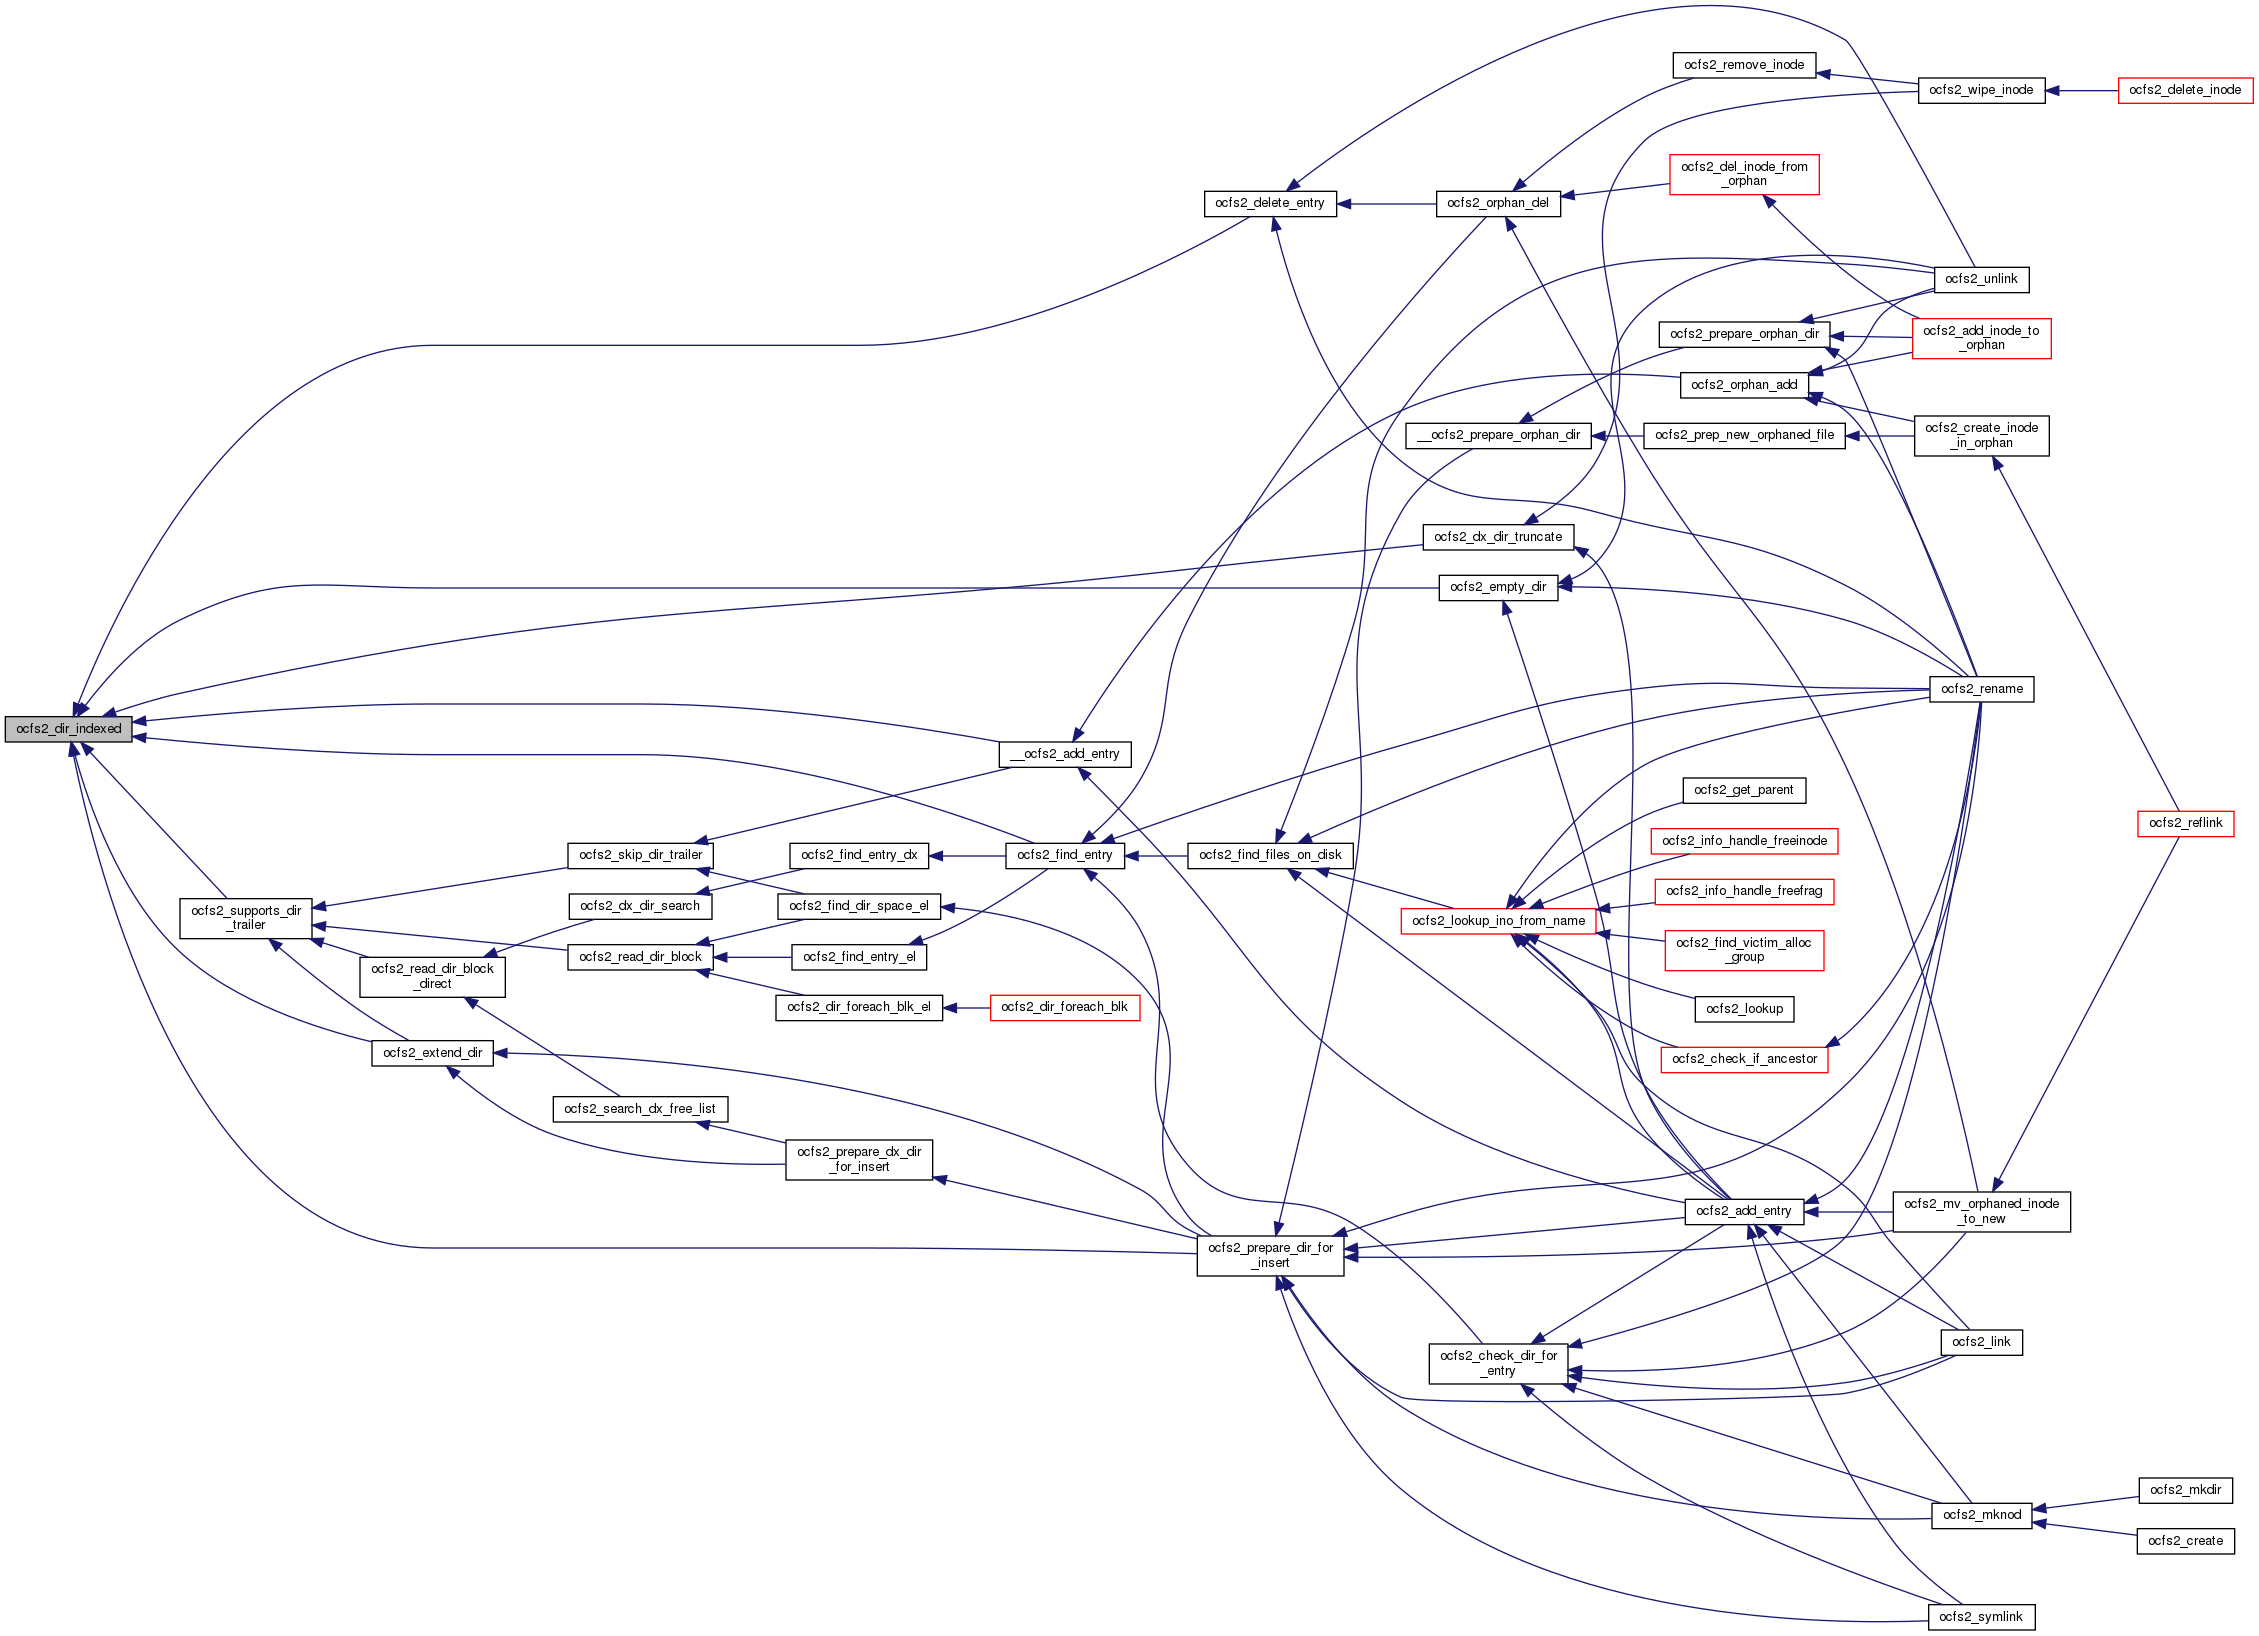 ocfs2_remove_inode
ocfs2_wipe_inode
ocfs2_delete_inode
ocfs2_del_inode_from
_orphan
ocfs2_delete_entry
ocfs2_orphan_del
ocfs2_unlink
ocfs2_prepare_orphan_dir
ocfs2_add_inode_to
_orphan
ocfs2_orphan_add
__ocfs2_prepare_orphan_dir
ocfs2_prep_new_orphaned_file
ocfs2_create_inode
_in_orphan
ocfs2_dx_dir_truncate
ocfs2_empty_dir
ocfs2_rename
ocfs2_dir_indexed
__ocfs2_add_entry
ocfs2_get_parent
ocfs2_reflink
ocfs2_info_handle_freeinode
ocfs2_skip_dir_trailer
ocfs2_find_entry_dx
ocfs2_find_entry
ocfs2_find_files_on_disk
ocfs2_info_handle_freefrag
ocfs2_supports_dir
_trailer
ocfs2_dx_dir_search
ocfs2_find_dir_space_el
ocfs2_lookup_ino_from_name
ocfs2_find_victim_alloc
_group
ocfs2_read_dir_block
ocfs2_find_entry_el
ocfs2_read_dir_block
_direct
ocfs2_dir_foreach_blk_el
ocfs2_dir_foreach_blk
ocfs2_lookup
ocfs2_extend_dir
ocfs2_check_if_ancestor
ocfs2_search_dx_free_list
ocfs2_prepare_dx_dir
_for_insert
ocfs2_add_entry
ocfs2_mv_orphaned_inode
_to_new
ocfs2_prepare_dir_for
_insert
ocfs2_link
ocfs2_check_dir_for
_entry
ocfs2_mkdir
ocfs2_mknod
ocfs2_create
ocfs2_symlink